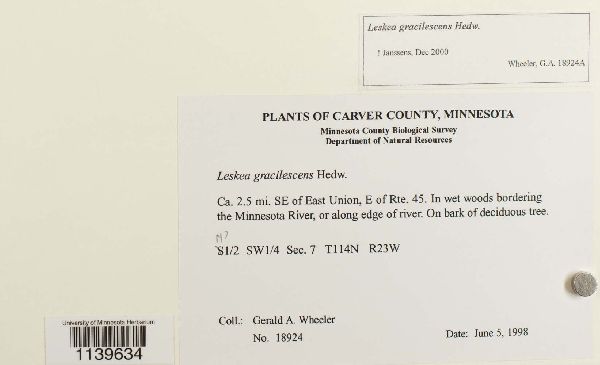 Leskea gracilescens Hedw.
! Janssens, Dec 2000
Wheeler, G.A. 18924A
PLANTS OF CARVER COUNTY, MINNESOTA
Minnesota County Biological Survey
Department of Natural Resources
Leskea gracilescens Hedw.
Ca. 2.5 mi. SE of East Union, E of Rte. 45. In wet woods bordering
the Minnesota River, or along edge of river. On bark of deciduous tree.
N?
S1/2 SW1/4 Sec. 7 T114N R23W
Coll.: Gerald A. Wheeler
No. 18924
Date: June 5, 1998
University of Minnesota Herbarium
1139634